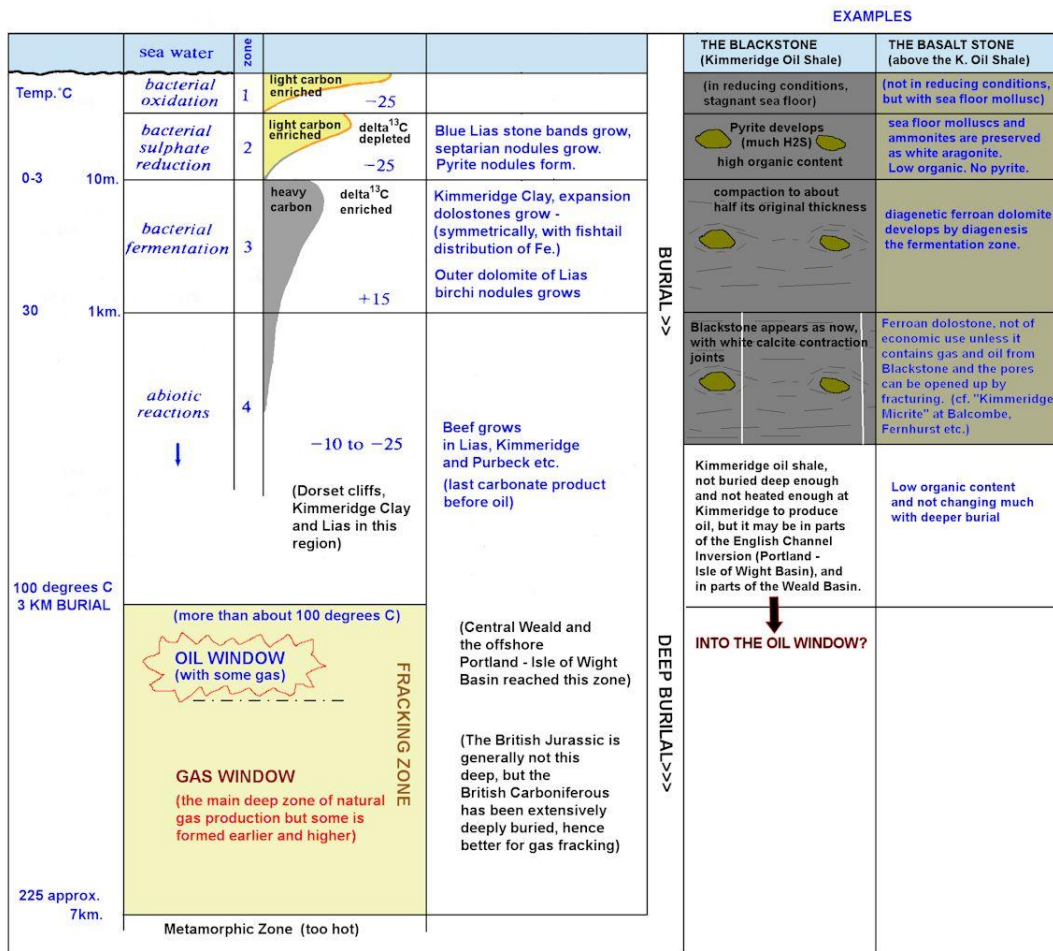 EXAMPLES
sea water
zone
THE BLACKSTONE
(Kimmeridge Oil Shale)
THE BASALT STONE
(above the K. Oil Shale)
Temp.°C
bacterial
oxidation
1
light carbon
enriched
−25
(in reducing conditions,
stagnant sea floor)
(not in reducing conditions,
but with sea floor mollusc)
bacterial
sulphate
reduction
2
light carbon
enriched
delta13C
depleted
−25
Blue Lias stone bands grow,
septarian nodules grow.
Pyrite nodules form.
Pyrite develops
(much H2S)
high organic content
sea floor molluscs and
ammonites are preserved
as white aragonite.
Low organic. No pyrite.
0-3
10m.
bacterial
fermentation
3
heavy
carbon
delta13C
enriched
+15
Kimmeridge Clay, expansion
dolostones grow -
(symmetrically, with fishtail
distribution of Fe.)
Outer dolomite of Lias
birchi nodules grows
BURIAL >>
compaction to about
half its original thickness
diagenetic ferroan dolomite
develops by diagenesis
the fermentation zone.
30
1km.
abiotic
reactions
4
−10 to −25
(Dorset cliffs,
Kimmeridge Clay
and Lias in this
region)
Beef grows
in Lias, Kimmeridge
and Purbeck etc.
(last carbonate product
before oil)
Blackstone appears as now,
with white calcite contraction
joints
Ferroan dolostone, not of
economic use unless it
contains gas and oil from
Blackstone and the pores
can be opened up by
fracturing. (cf. "Kimmeridge
Micrite" at Balcombe,
Fernhurst etc.)
Kimmeridge oil shale,
not buried deep enough
and not heated enough at
Kimmeridge to produce
oil, but it may be in parts
of the English Channel
Inversion (Portland -
Isle of Wight Basin), and
in parts of the Weald Basin.
Low organic content
and not changing much
with deeper burial
100 degrees C
3 KM BURIAL
(more than about 100 degrees C)
OIL WINDOW
(with some gas)
FRACKING ZONE
(Central Weald and
the offshore
Portland - Isle of Wight
Basin reached this zone)
DEEP BURILAL>>>
INTO THE OIL WINDOW?
GAS WINDOW
(the main deep zone of natural
gas production but some is
formed earlier and higher)
(The British Jurassic is
generally not this
deep, but the
British Carboniferous
has been extensively
deeply buried, hence
better for gas fracking)
225 approx.
7km.
Metamorphic Zone (too hot)